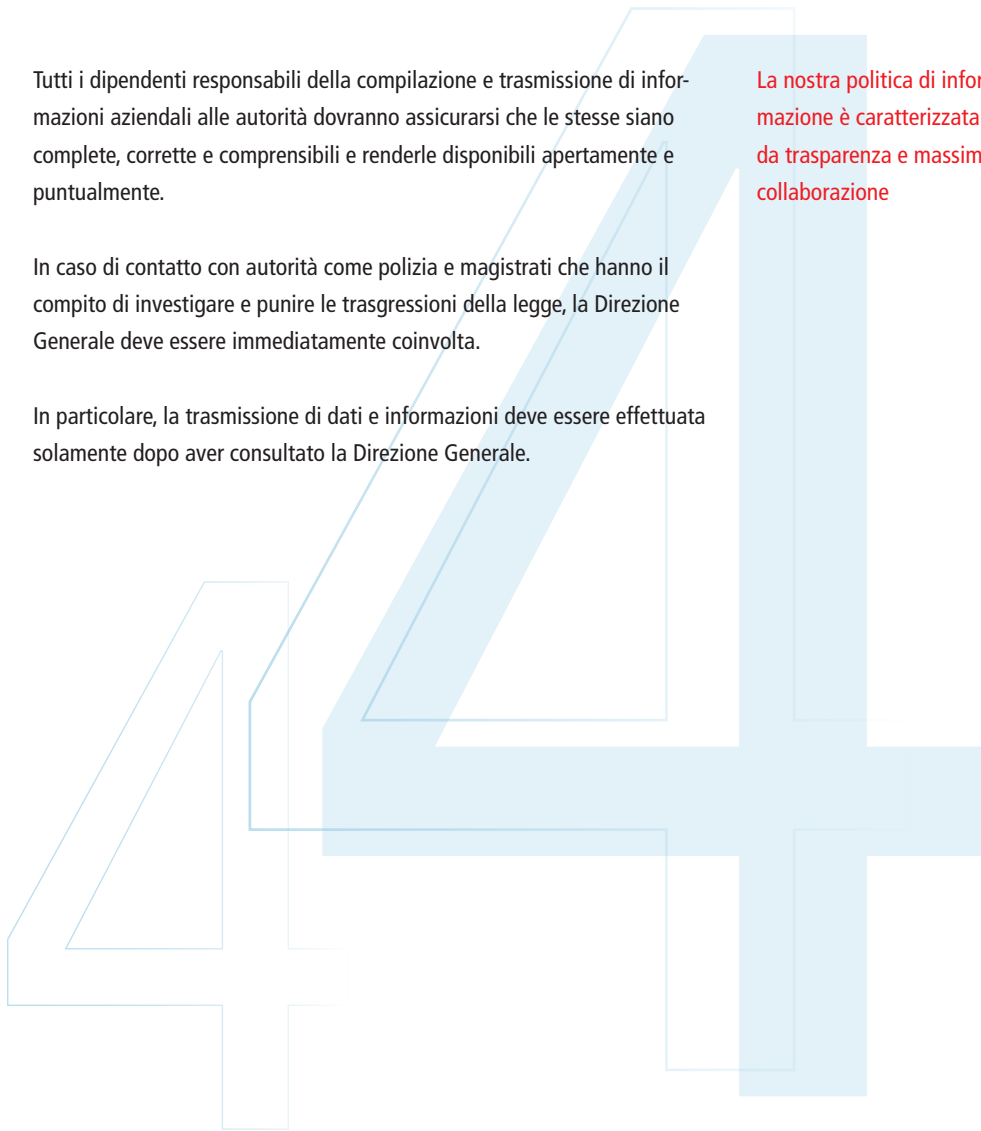 Tutti i dipendenti responsabili della compilazione e trasmissione di infor-
mazioni aziendali alle autorità dovranno assicurarsi che le stesse siano
complete, corrette e comprensibili e renderle disponibili apertamente e
puntualmente.
In caso di contatto con autorità come polizia e magistrati che hanno il
compito di investigare e punire le trasgressioni della legge, la Direzione
Generale deve essere immediatamente coinvolta.
In particolare, la trasmissione di dati e informazioni deve essere effettuata
solamente dopo aver consultato la Direzione Generale.
La nostra politica di infor
mazione è caratterizzata
da trasparenza e massim
collaborazione
4
4
4